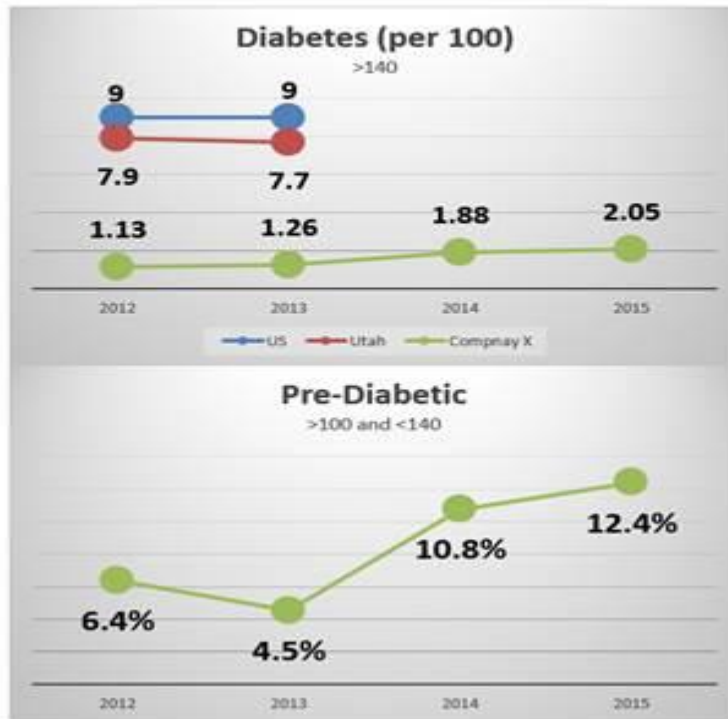 Diabetes (per 100)
>140
9 9
7.9 7.7
1.13 1.26 1.88 2.05
2012 2013 2014 2015
US Utah Compnay X
Pre-Diabetic
>100 and <140
12.4%
10.8%
6.4%
4.5%
2012 2013 2014 2015